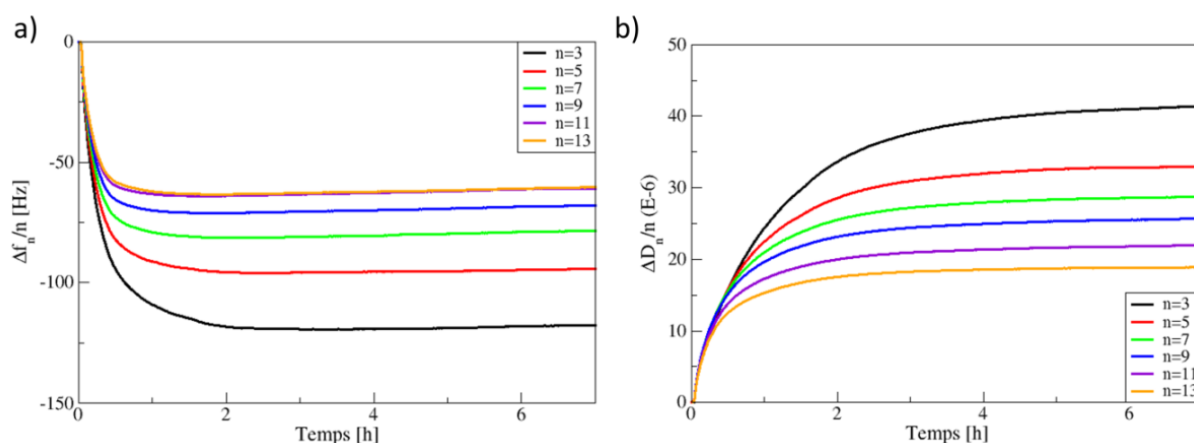 a)
Δf_n/n [Hz]
0
-50
-100
-150
0
2
4
6
Temps [h]
n=3
n=5
n=7
n=9
n=11
n=13
b)
ΔD_n/n (E-6)
50
40
30
20
10
0
0
2
4
6
Temps [h]
n=3
n=5
n=7
n=9
n=11
n=13